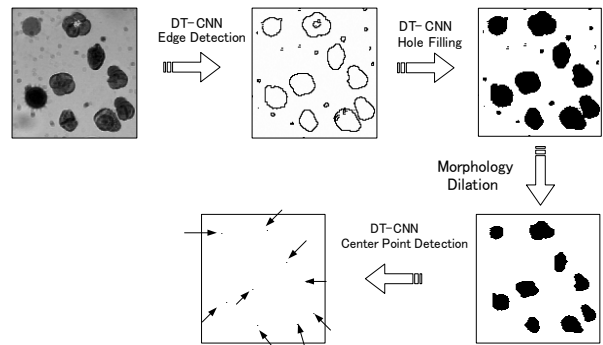 DT-CNN
Edge Detection
DT-CNN
Hole Filling
Morphology
Dilation
DT-CNN
Center Point Detection